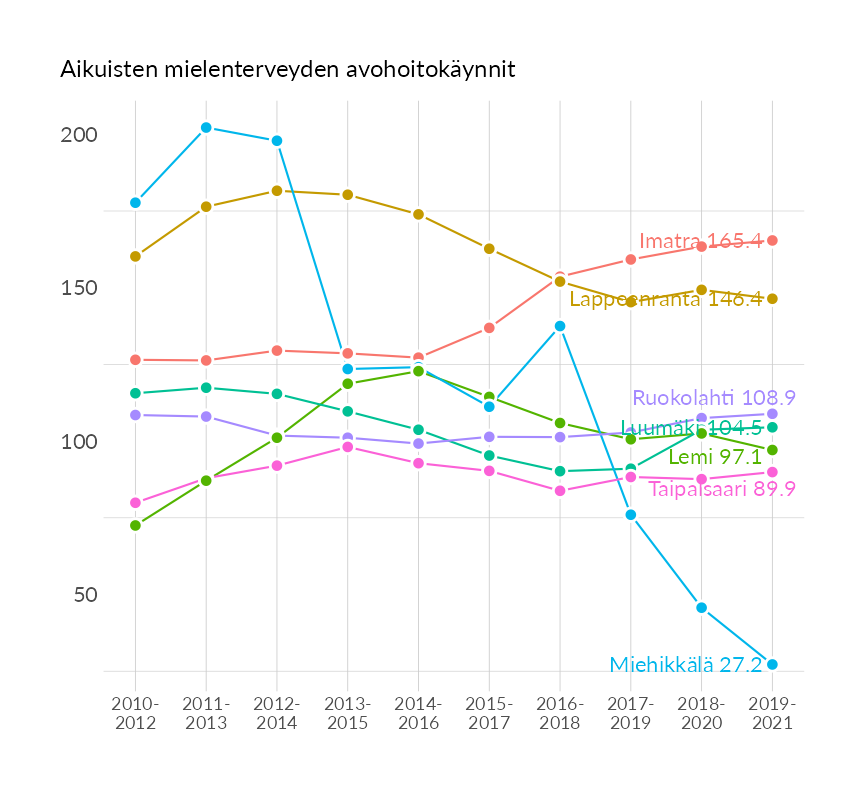 Aikuisten mielenterveyden avohoitokäynnit
200
150
100
50
Imatra 165.4
Lappeenranta 146.4
Ruokolahti 108.9
Luumäki 104.5
Lemi 97.1
Taipalsaari 89.9
Miehikkälä 27.2
2010- 2011- 2012- 2013- 2014- 2015- 2016- 2017- 2018- 2019-
2012 2013 2014 2015 2016 2017 2018 2019 2020 2021